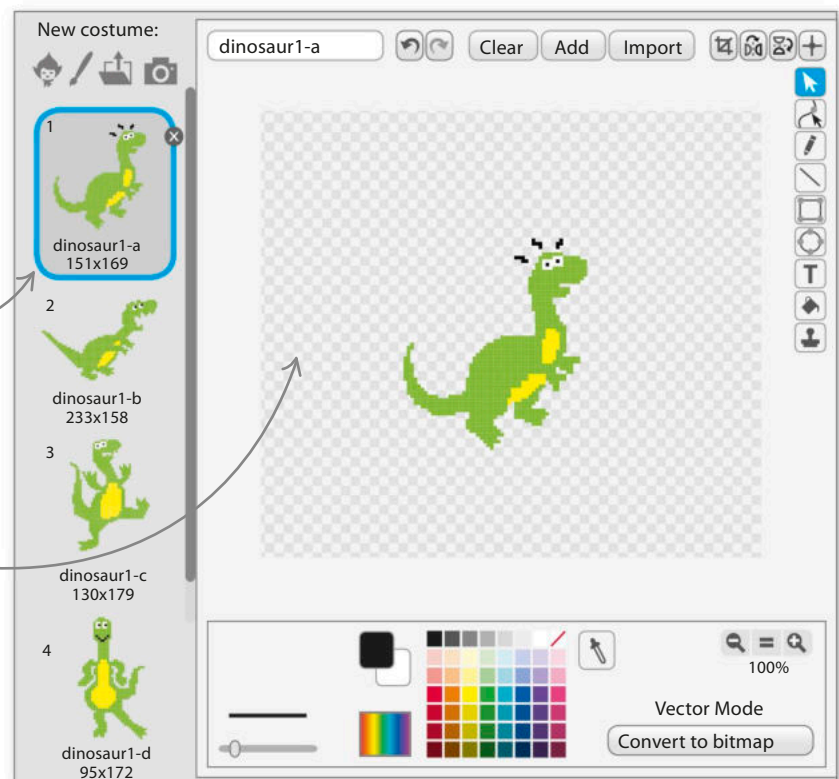 New costume:
1
dinosaur1-a
151x169
2
dinosaur1-b
233x158
3
dinosaur1-c
130x179
4
dinosaur1-d
95x172
dinosaur1-a
Clear
Add
Import
T
100%
Vector Mode
Convert to bitmap